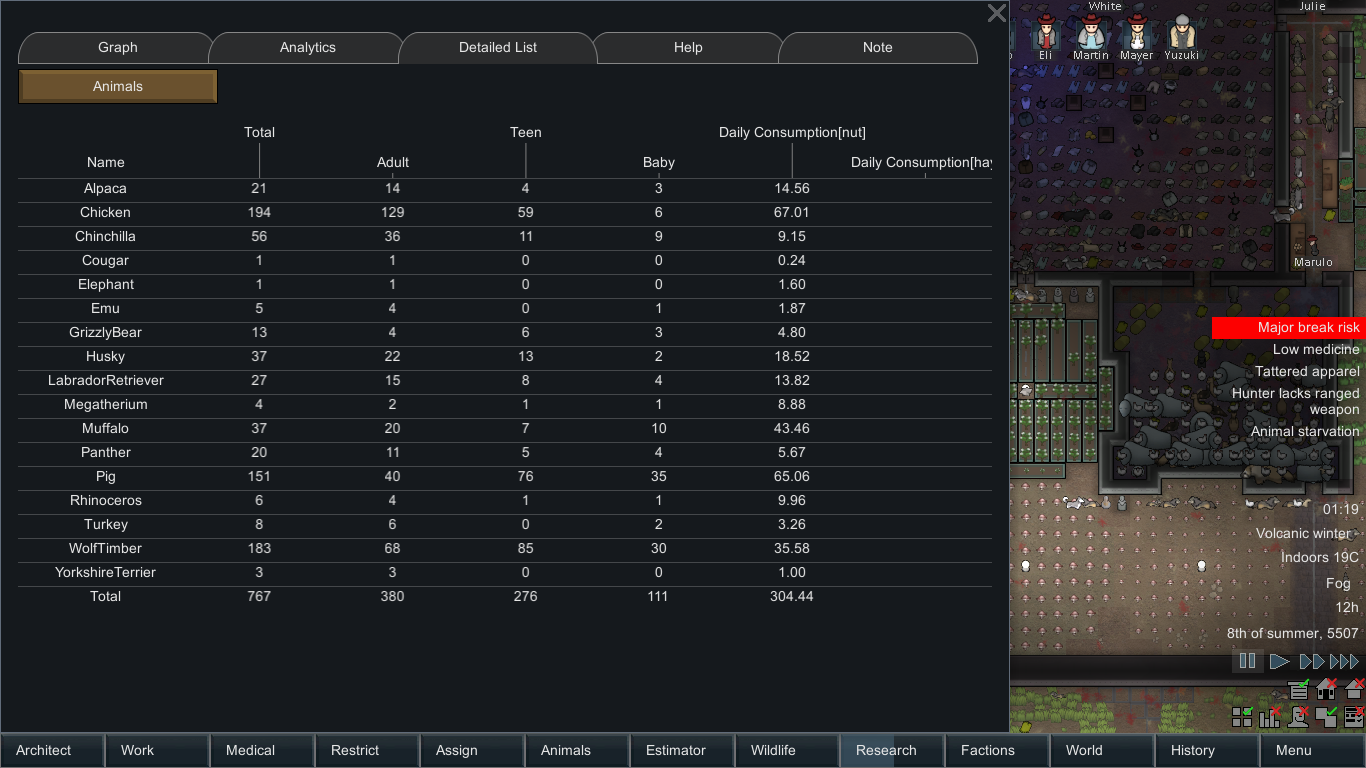 White
Julie
Eli
Martin
Mayer
Yuzuki
Graph
Analytics
Detailed List
Help
Note
Animals
Total
Teen
Daily Consumption[nut]
Name
Adult
Baby
Daily Consumption[hay
Alpaca 21 14 4 3 14.56
Chicken 194 129 59 6 67.01
Chinchilla 56 36 11 9 9.15
Cougar 1 1 0 0 0.24
Elephant 1 1 0 0 1.60
Emu 5 4 0 1 1.87
GrizzlyBear 13 4 6 3 4.80
Husky 37 22 13 2 18.52
LabradorRetriever 27 15 8 4 13.82
Megatherium 4 2 1 1 8.88
Muffalo 37 20 7 10 43.46
Panther 20 11 5 4 5.67
Pig 151 40 76 35 65.06
Rhinoceros 6 4 1 1 9.96
Turkey 8 6 0 2 3.26
WolfTimber 183 68 85 30 35.58
YorkshireTerrier 3 3 0 0 1.00
Total 767 380 276 111 304.44
Marulo
Major break risk
Low medicine
Tattered apparel
Hunter lacks ranged
weapon
Animal starvation
01:19
Volcanic winter
Indoors 19C
Fog
12h
8th of summer, 5507
Architect
Work
Medical
Restrict
Assign
Animals
Estimator
Wildlife
Research
Factions
World
History
Menu